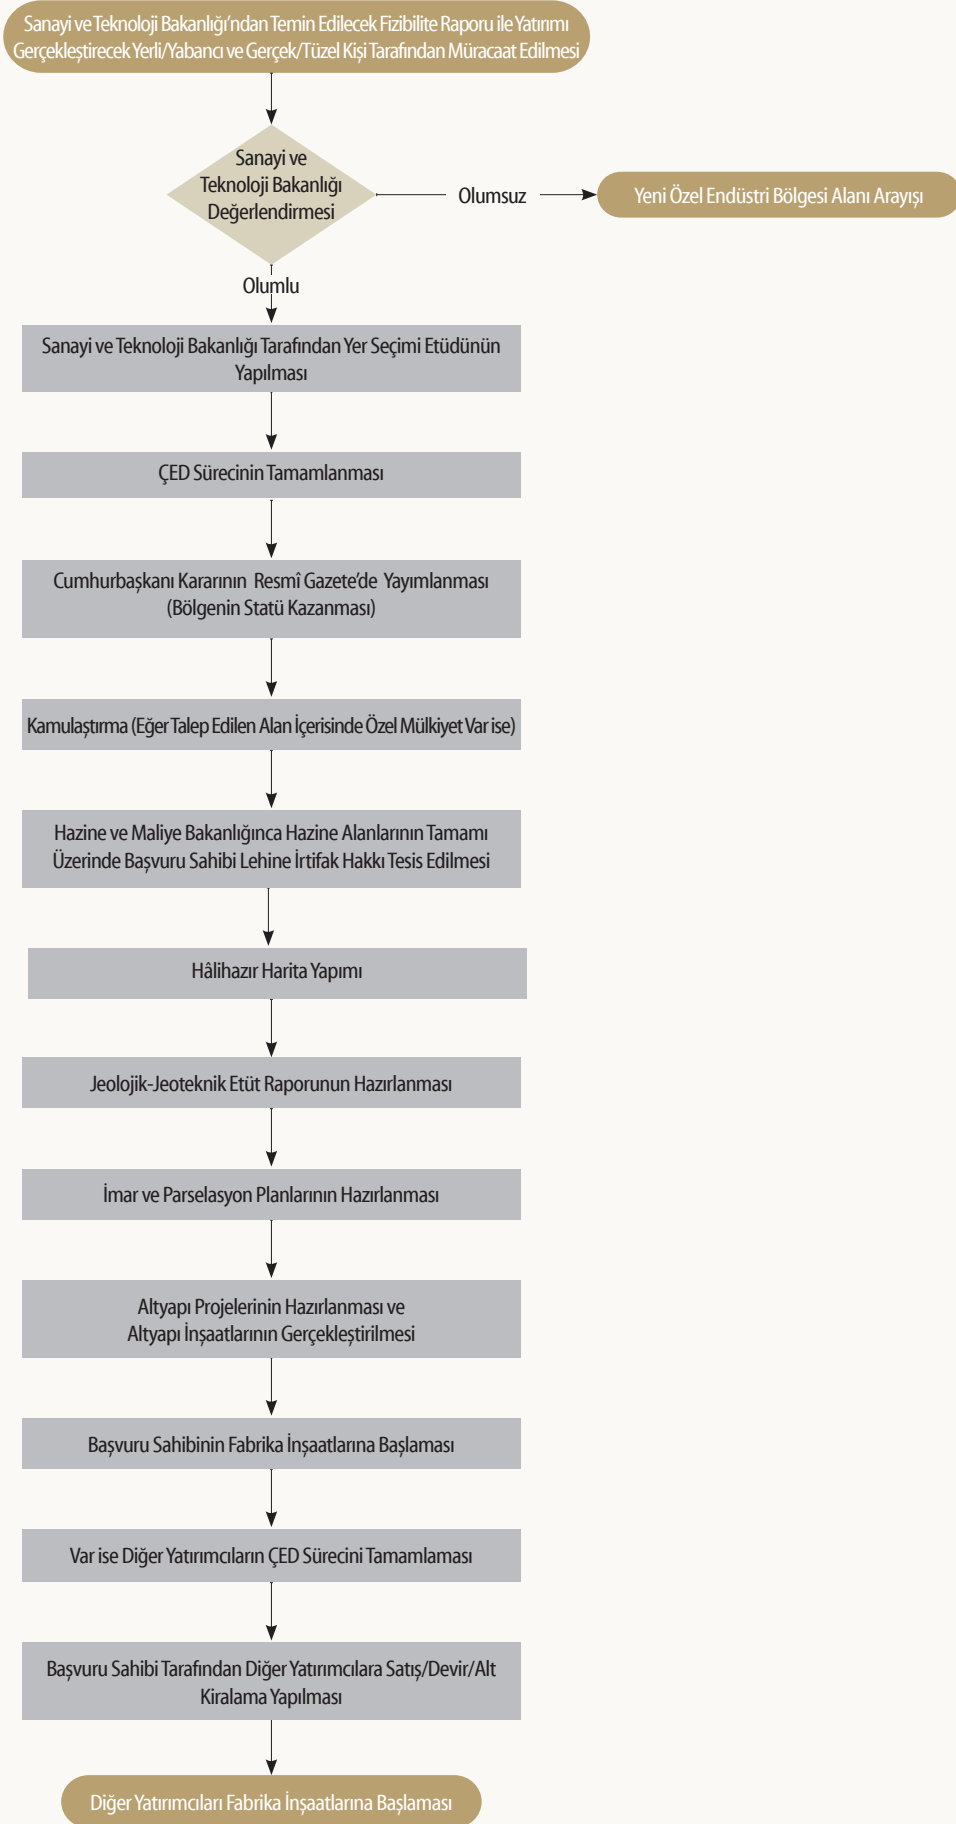 Sanayi ve Teknoloji Bakanlığı’ndan Temin Edilecek Fizibilite Raporu ile Yatırımı
Gerçekleştirecek Yerli/Yabancı ve Gerçek/Tüzel Kişi Tarafından Müracaat Edilmesi
Sanayi ve
Teknoloji Bakanlığı
Değerlendirmesi
Olumsuz
Yeni Özel Endüstri Bölgesi Alanı Arayışı
Olumlu
Sanayi ve Teknoloji Bakanlığı Tarafından Yer Seçimi Etüdünün
Yapılması
ÇED Sürecinin Tamamlanması
Cumhurbaşkanı Kararının Resmî Gazete’de Yayımlanması
(Bölgenin Statü Kazanması)
Kamulaştırma (Eğer Talep Edilen Alan İçerisinde Özel Mülkiyet Var ise)
Hazine ve Maliye Bakanlığınca Hazine Alanlarının Tamamı
Üzerinde Başvuru Sahibi Lehine İrtifak Hakkı Tesis Edilmesi
Hâlihazır Harita Yapımı
Jeolojik-Jeoteknik Etüt Raporunun Hazırlanması
İmar ve Parselasyon Planlarının Hazırlanması
Altyapı Projelerinin Hazırlanması ve
Altyapı İnşaatlarının Gerçekleştirilmesi
Başvuru Sahibinin Fabrika İnşaatlarına Başlaması
Var ise Diğer Yatırımcıların ÇED Sürecini Tamamlaması
Başvuru Sahibi Tarafından Diğer Yatırımcılara Satış/Devir/Alt
Kiralama Yapılması
Diğer Yatırımcıları Fabrika İnşaatlarına Başlaması